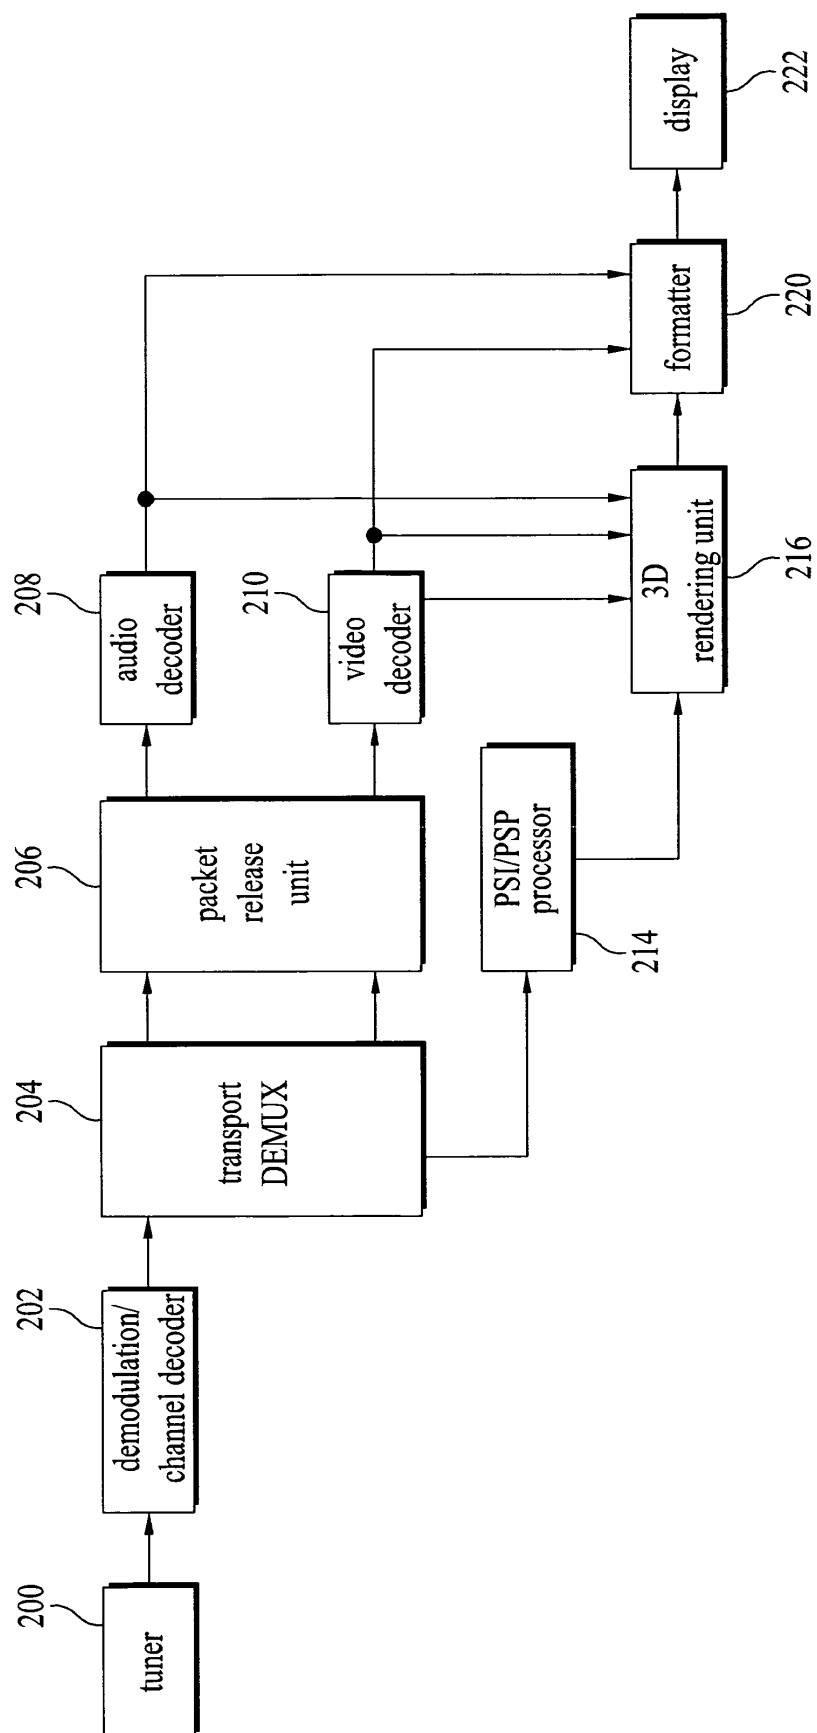 200
tuner
202
demodulation/
channel decoder
204
transport
DEMUX
206
packet
release
unit
208
audio
decoder
210
video
decoder
PSI/PSP
processor
214
3D
rendering unit
216
formatter
220
display
222